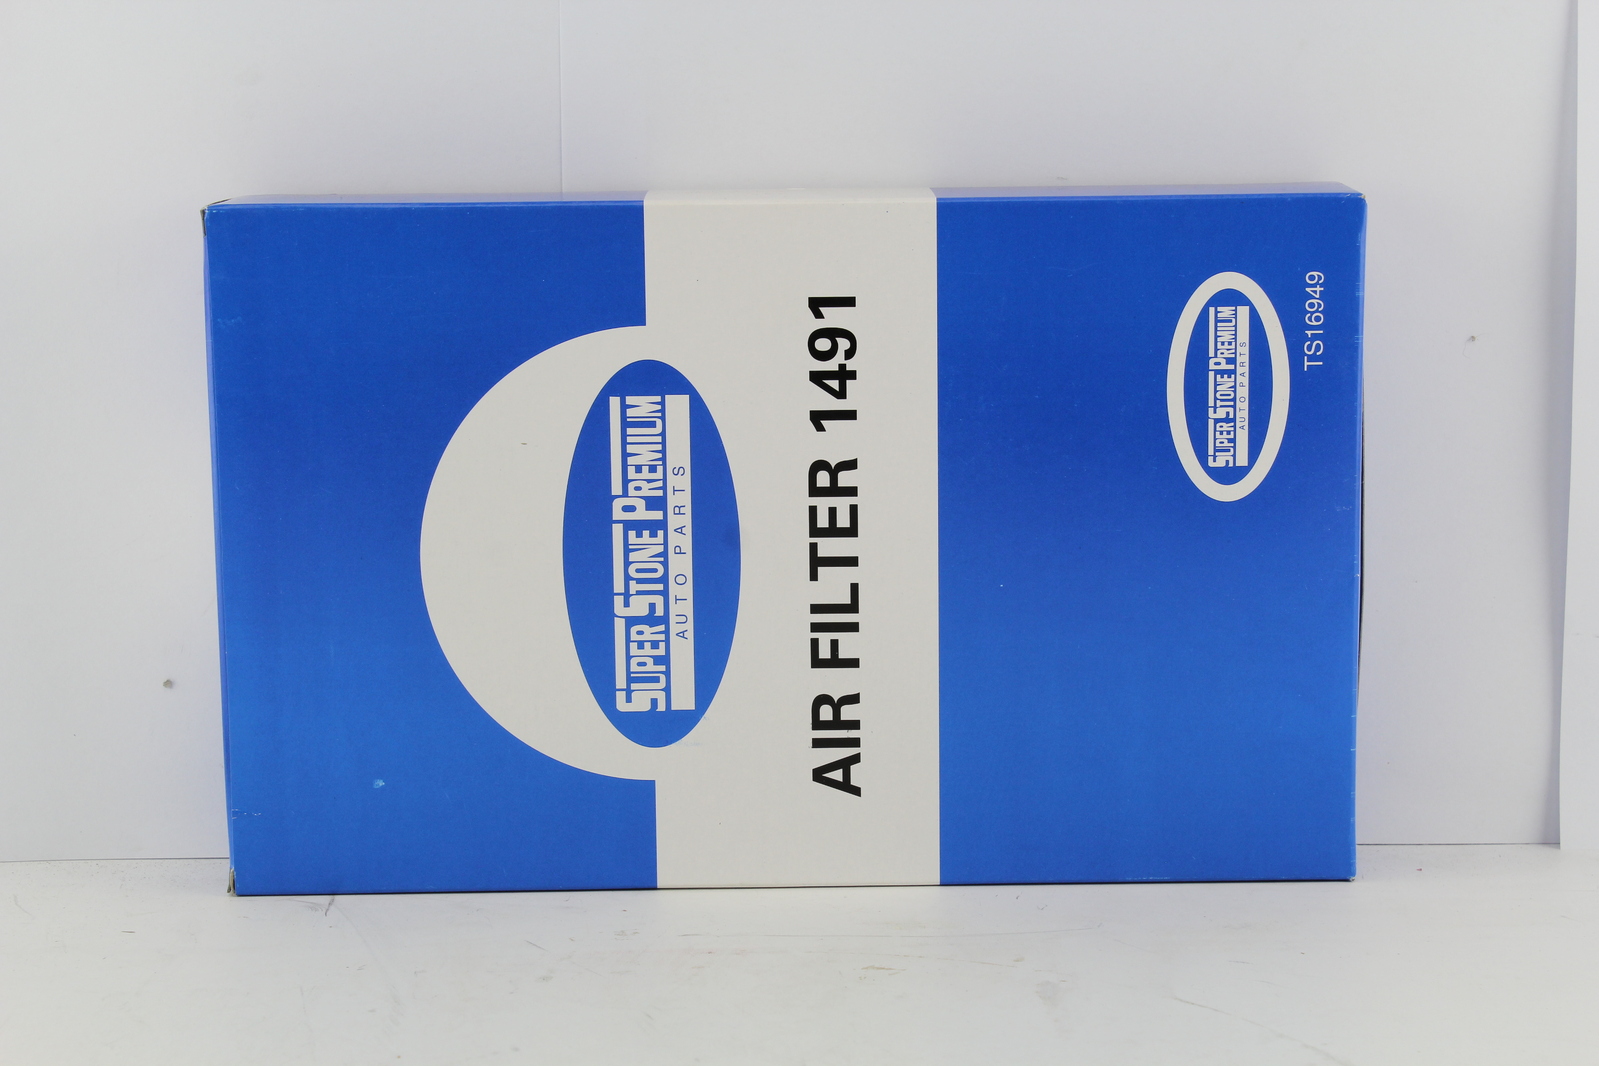 SUPER STONE PREMIUM
AUTO PARTS
AIR FILTER 1491
SUPER STONE PREMIUM
AUTO PARTS
TS16949